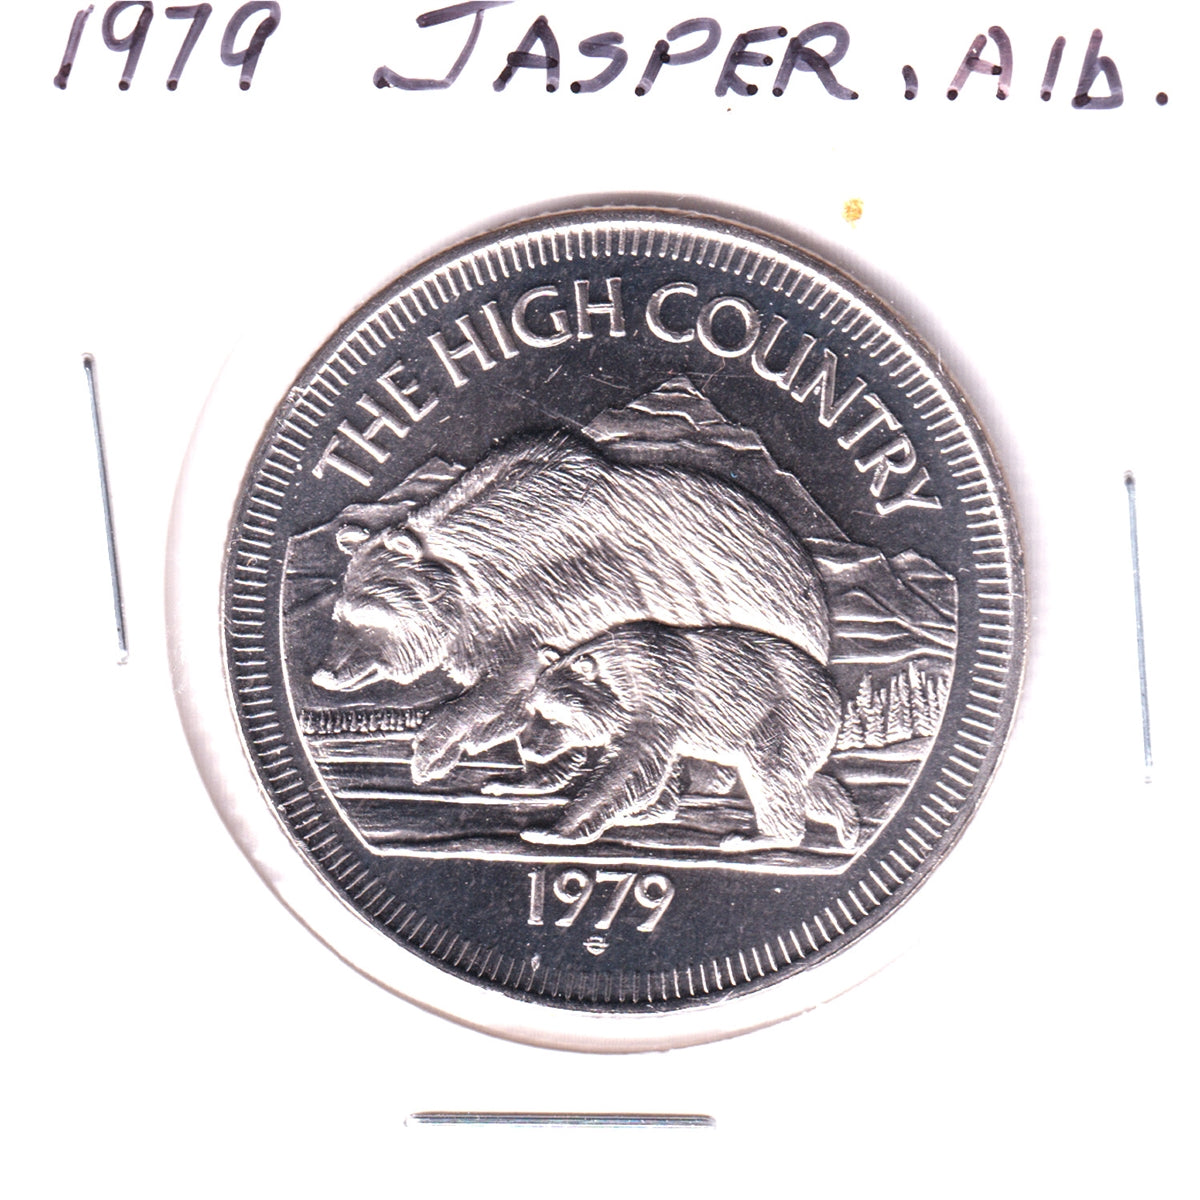 1979 JASPER, Alb.
THE HIGH COUNTRY
1979